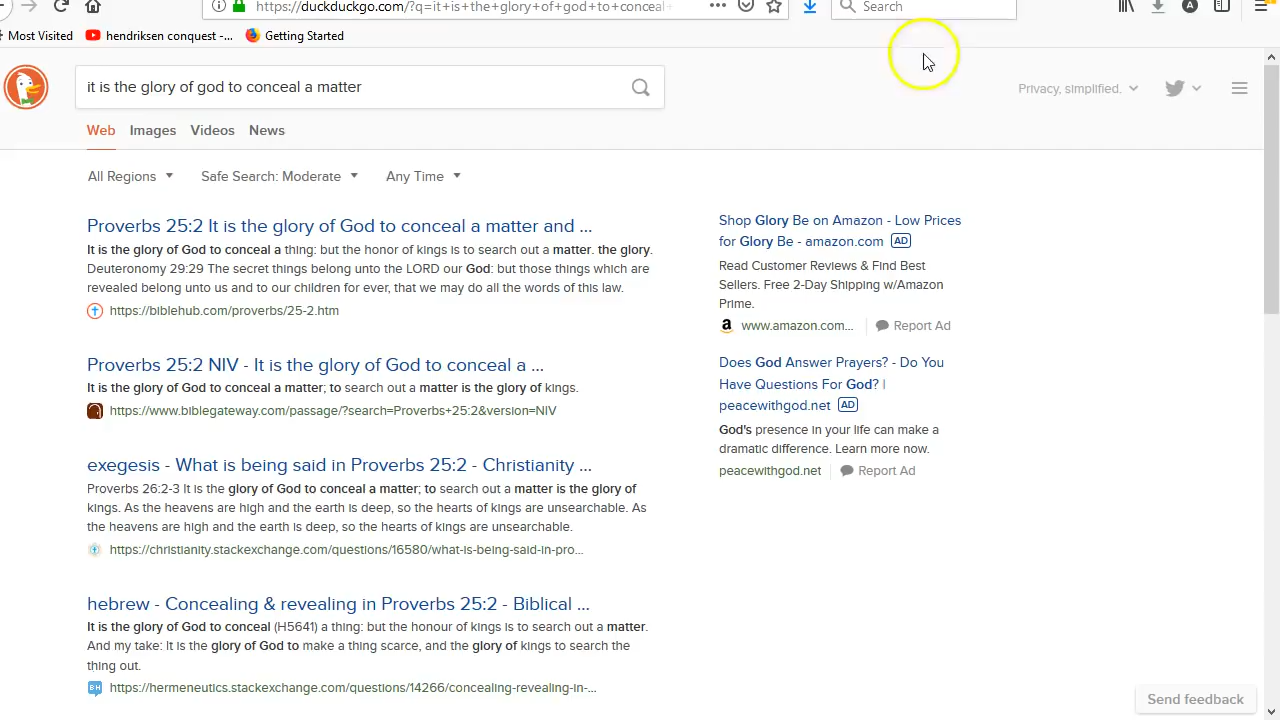 https://duckduckgo.com/?q=it+is+the+glory+of+god+to+conceal
Search
Most Visited
hendriksen conquest -...
Getting Started
it is the glory of god to conceal a matter
Privacy, simplified.
Web Images Videos News
All Regions Safe Search: Moderate Any Time
Proverbs 25:2 It is the glory of God to conceal a matter and ...
It is the glory of God to conceal a thing: but the honor of kings is to search out a matter. the glory.
Deuteronomy 29:29 The secret things belong unto the LORD our God: but those things which are
revealed belong unto us and to our children for ever, that we may do all the words of this law.
https://biblehub.com/proverbs/25-2.htm
Proverbs 25:2 NIV - It is the glory of God to conceal a ...
It is the glory of God to conceal a matter; to search out a matter is the glory of kings.
https://www.biblegateway.com/passage/?search=Proverbs+25:2&version=NIV
exegesis - What is being said in Proverbs 25:2 - Christianity ...
Proverbs 26:2-3 It is the glory of God to conceal a matter; to search out a matter is the glory of
kings. As the heavens are high and the earth is deep, so the hearts of kings are unsearchable. As
the heavens are high and the earth is deep, so the hearts of kings are unsearchable.
https://christianity.stackexchange.com/questions/16580/what-is-being-said-in-pro...
hebrew - Concealing & revealing in Proverbs 25:2 - Biblical ...
It is the glory of God to conceal (H5641) a thing: but the honour of kings is to search out a matter.
And my take: It is the glory of God to make a thing scarce, and the glory of kings to search the
thing out.
BH
https://hermeneutics.stackexchange.com/questions/14266/concealing-revealing-in-...
Shop Glory Be on Amazon - Low Prices
for Glory Be - amazon.com AD
Read Customer Reviews & Find Best
Sellers. Free 2-Day Shipping w/Amazon
Prime.
a www.amazon.com... Report Ad
Does God Answer Prayers? - Do You
Have Questions For God? |
peacewithgod.net AD
God's presence in your life can make a
dramatic difference. Learn more now.
peacewithgod.net Report Ad
Send feedback